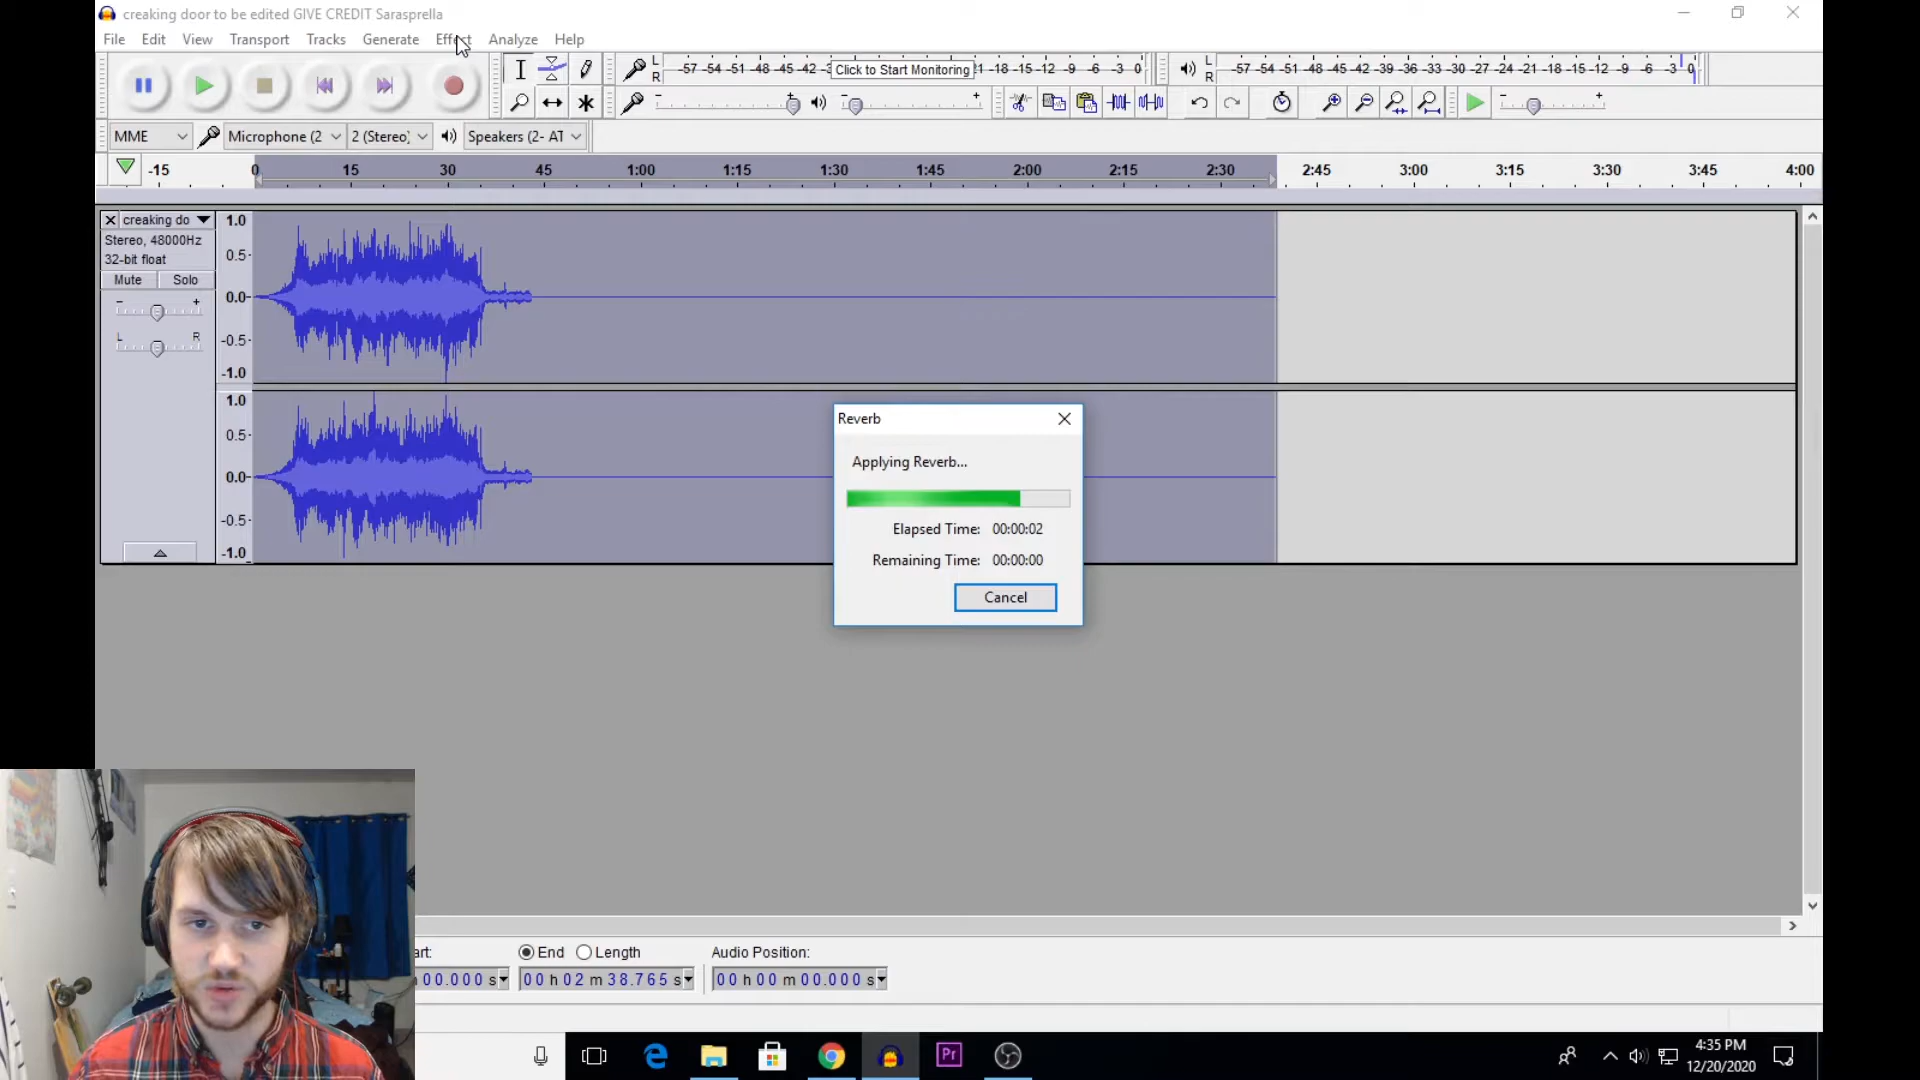 creaking door to be edited GIVE CREDIT Sarasprella
File Edit View Transport Tracks Generate Effect Analyze Help
L
R
-57 -54 -51 -48 -45 -42 -3 Click to Start Monitoring 21 -18 -15 -12 -9 -6 -3 0
L
R
-57 -54 -51 -48 -45 -42 -39 -36 -33 -30 -27 -24 -21 -18 -15 -12 -9 -6 -3 0
MME Microphone (2 2 (Stereo) Speakers (2- AT
-15 0 15 30 45 1:00 1:15 1:30 1:45 2:00 2:15 2:30 2:45 3:00 3:15 3:30 3:45 4:00
creaking do
Stereo, 48000Hz
32-bit float
Mute Solo
- +
L R
1.0
0.5
0.0
-0.5
-1.0
1.0
0.5
0.0
-0.5
-1.0
Reverb
Applying Reverb...
Elapsed Time: 00:00:02
Remaining Time: 00:00:00
Cancel
art: End Length Audio Position:
00.000 s 00 h 02 m 38.765 s 00 h 00 m 00.000 s
Pr
4:35 PM
12/20/2020